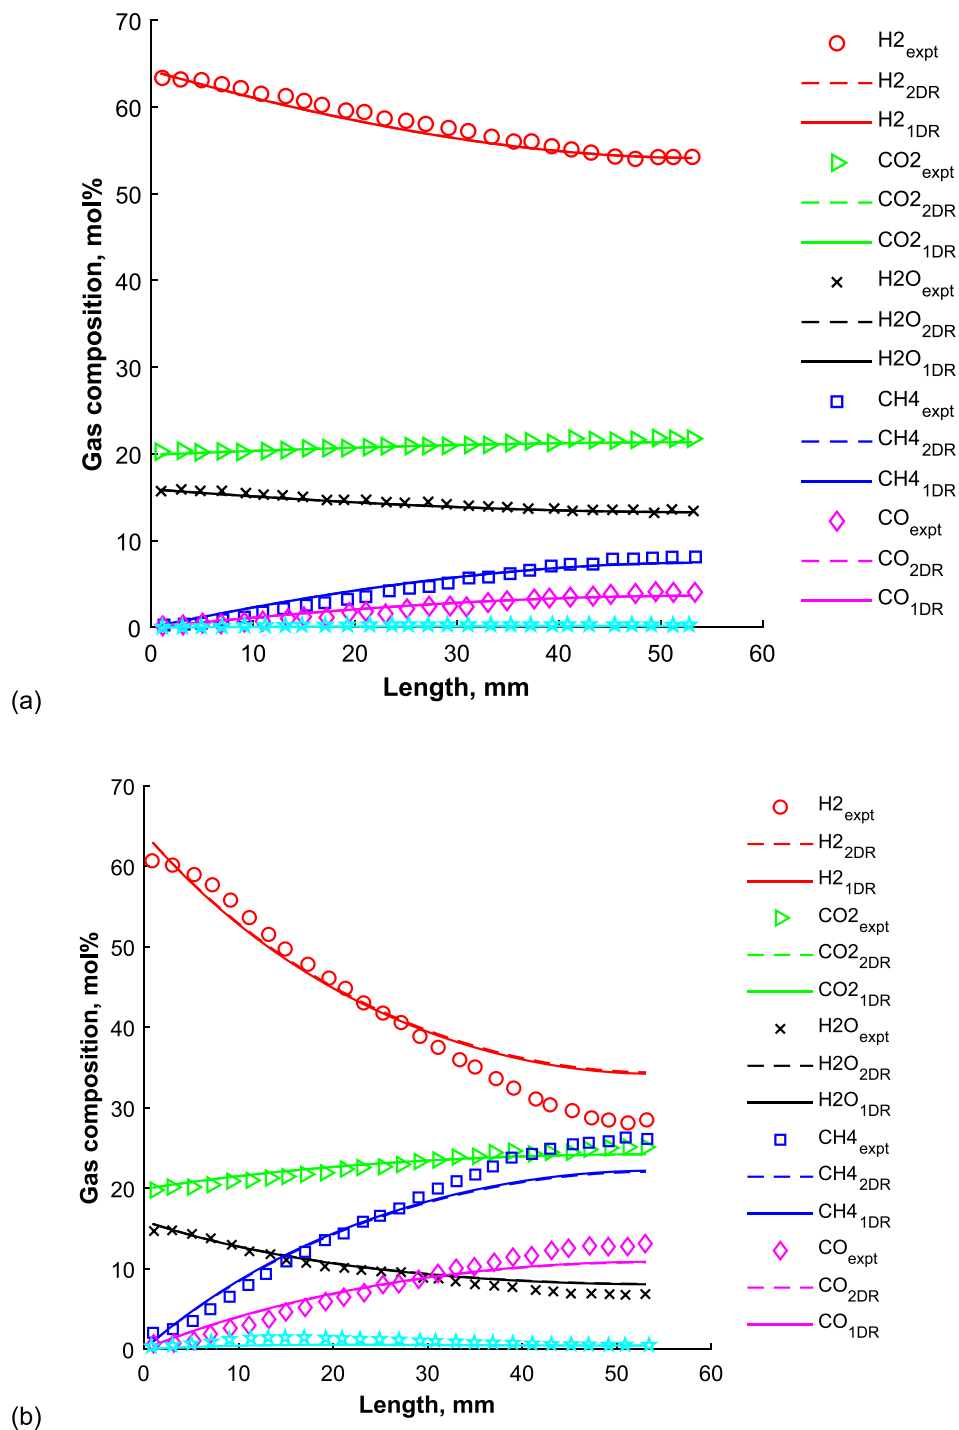 70
60
50
40
30
20
10
0
Gas composition, mol%
0 10 20 30 40 50 60
Length, mm
H2expt
H22DR
H21DR
CO2expt
CO22DR
CO21DR
H2Oexpt
H2O2DR
H2O1DR
CH4expt
CH42DR
CH41DR
COexpt
CO2DR
CO1DR
(a)
70
60
50
40
30
20
10
0
Gas composition, mol%
0 10 20 30 40 50 60
Length, mm
H2expt
H22DR
H21DR
CO2expt
CO22DR
CO21DR
H2Oexpt
H2O2DR
H2O1DR
CH4expt
CH42DR
CH41DR
COexpt
CO2DR
CO1DR
(b)